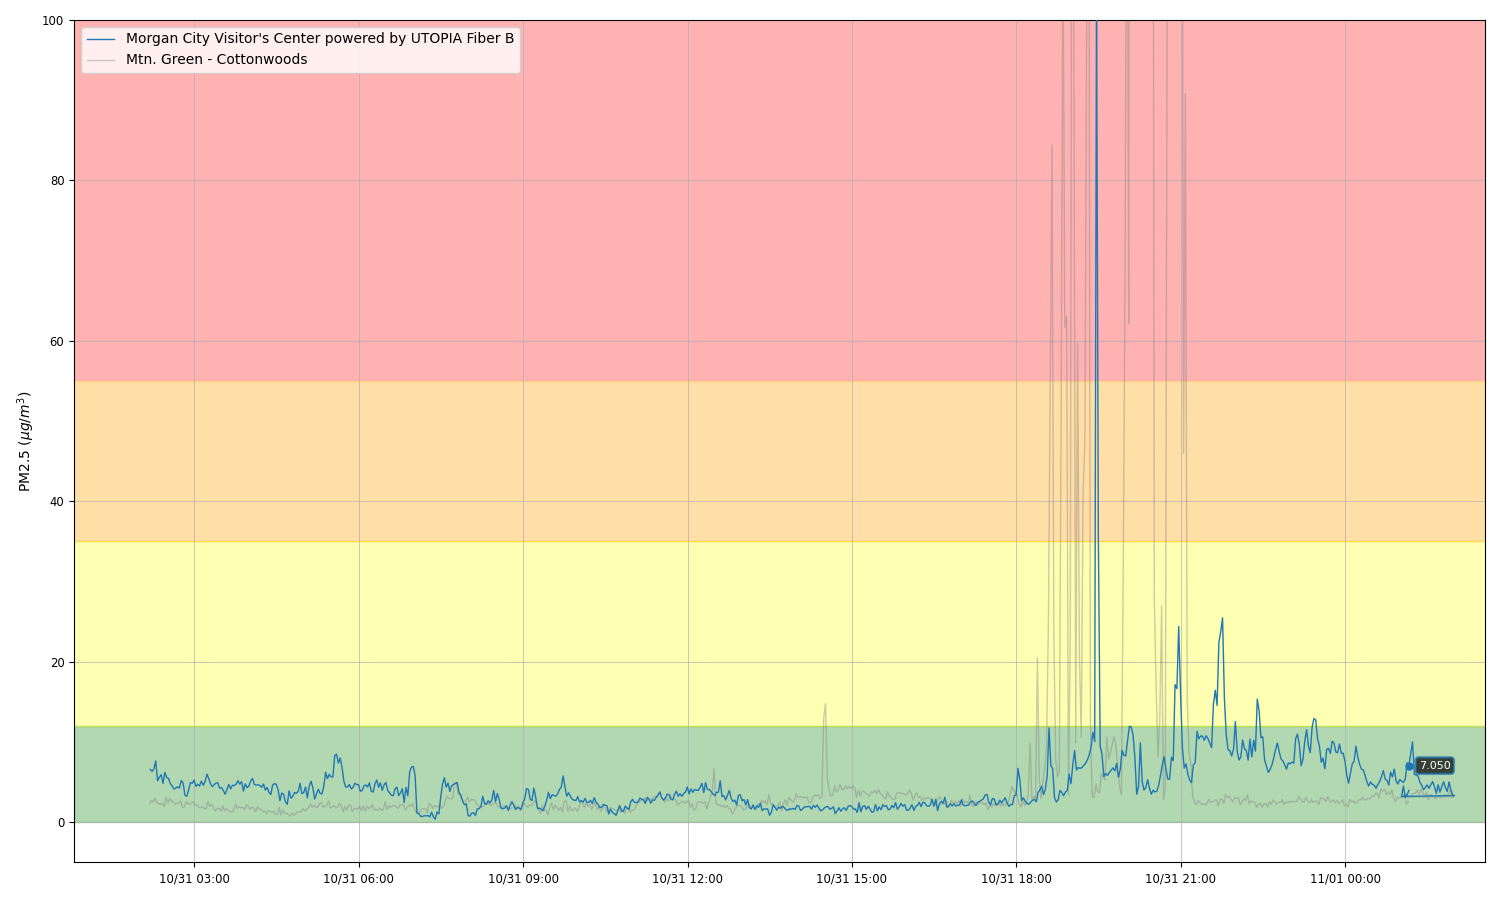 100
Morgan City Visitor's Center powered by UTOPIA Fiber B
Mtn. Green - Cottonwoods
80
60
PM2.5 (μg/m³)
40
20
7.050
0
10/31 03:00 10/31 06:00 10/31 09:00 10/31 12:00 10/31 15:00 10/31 18:00 10/31 21:00 11/01 00:00